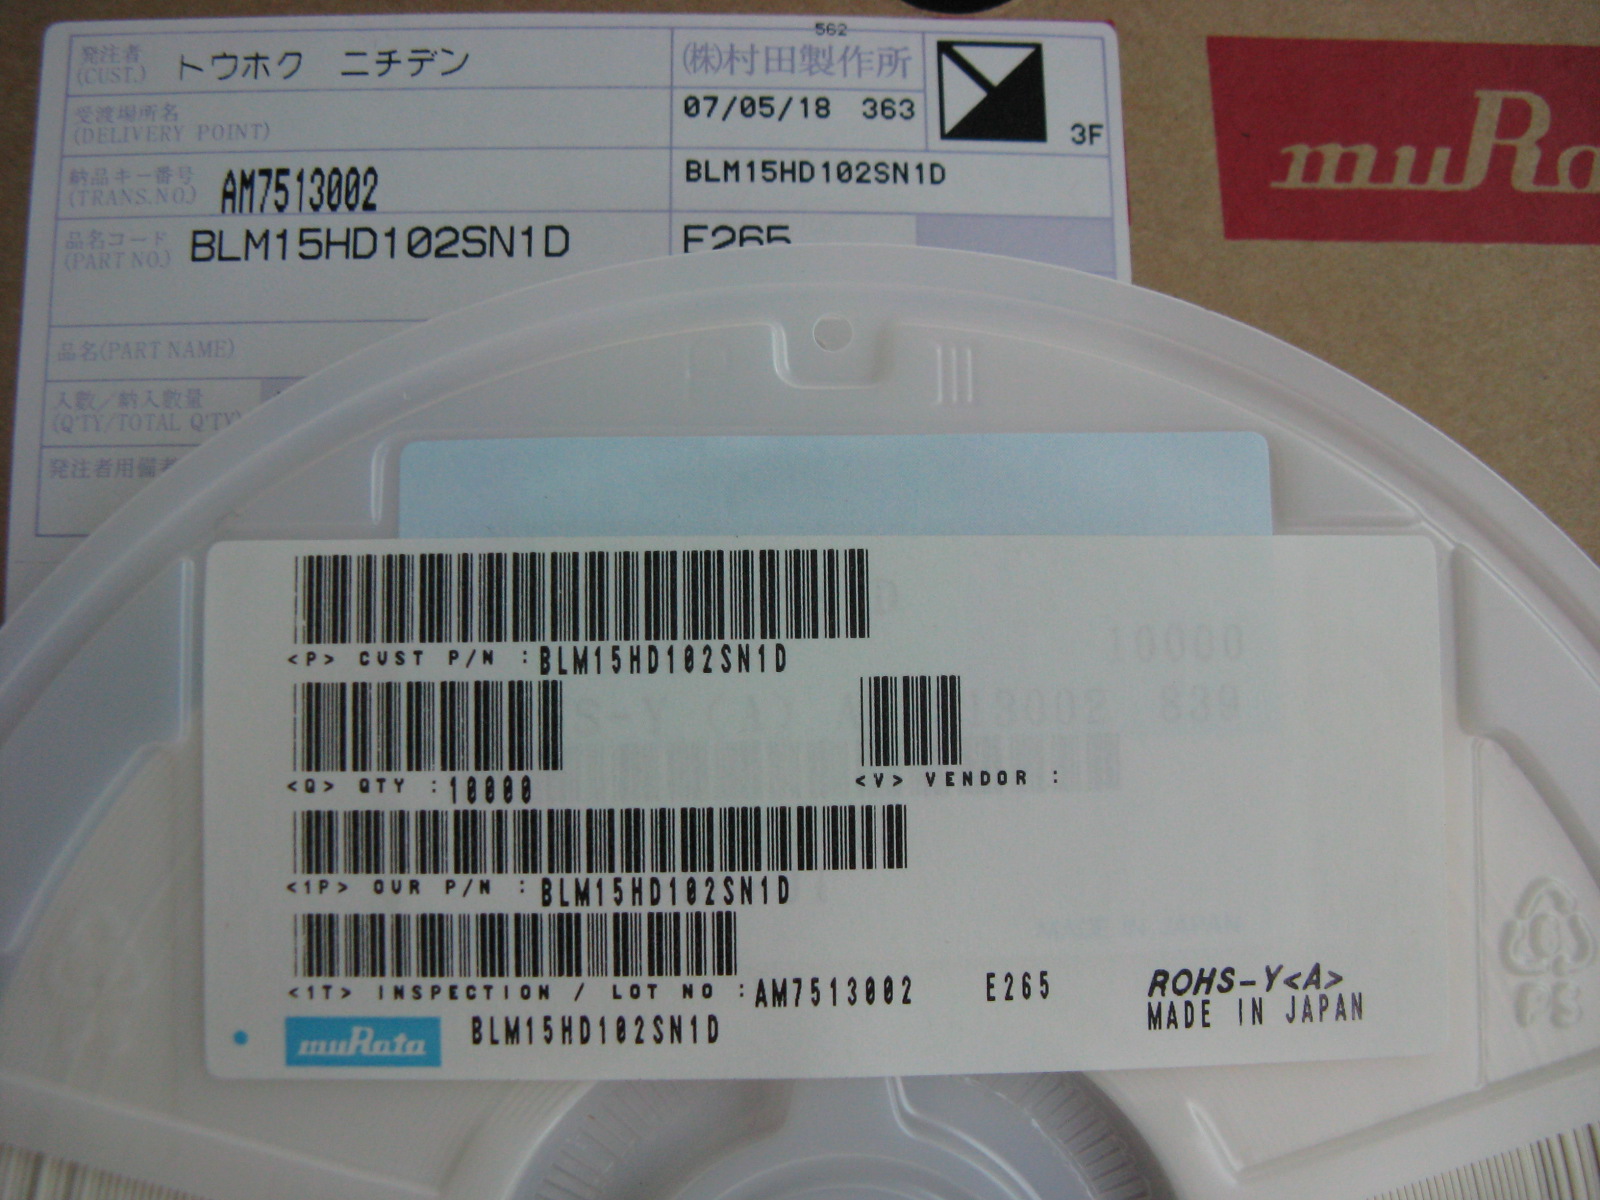 562
発注者
(CUST.)
トウホク ニチデン
(株)村田製作所
受渡場所名
(DELIVERY POINT)
07/05/18 363
3F
納品キー番号
(TRANS.NO.)
AM7513002
BLM15HD102SN1D
品名コード
(PART NO.)
BLM15HD102SN1D
E265
品名(PART NAME)
入数/納入数量
(Q'TY/TOTAL Q'TY)
発注者用備考
muRata
10000
13002 839
MADE IN JAPAN
<P> CUST P/N :BLM15HD102SN1D
<Q> QTY :10000
<V> VENDOR :
<1P> OUR P/N :BLM15HD102SN1D
<1T> INSPECTION / LOT NO :AM7513002 E265
ROHS-Y<A>
MADE IN JAPAN
muRata
BLM15HD102SN1D
PS